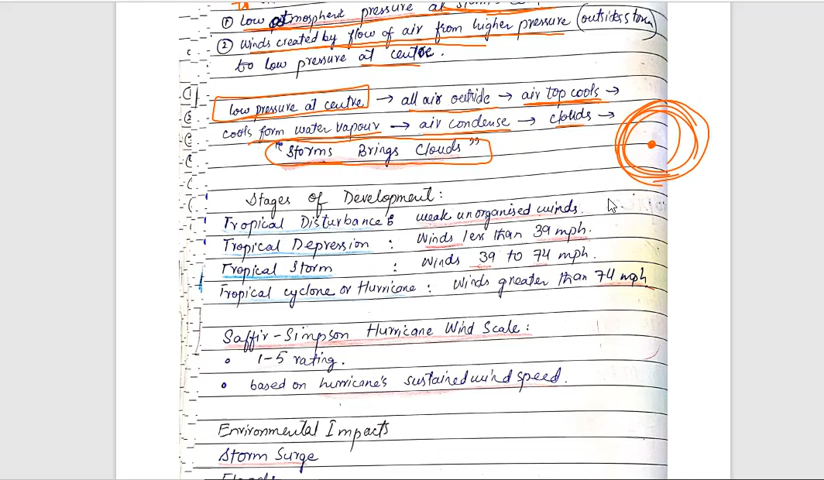 ① Low atmospheric pressure at
② Winds created by flow of air from higher pressure (outside storm)
to low pressure at centre.
low pressure at centre → all air outside → air top cools →
cools form water vapour → air condense → clouds →
"Storms Brings Clouds"
Stages of Development:
Tropical Disturbance: weak unorganised winds.
Tropical Depression : Winds less than 39 mph.
Tropical Storm : Winds 39 to 74 mph.
Tropical cyclone or Hurricane : Winds greater than 74 mph
Saffir-Simpson Hurricane Wind Scale:
• 1-5 rating.
• based on hurricane's sustained wind speed.
Environmental Impacts
Storm Surge